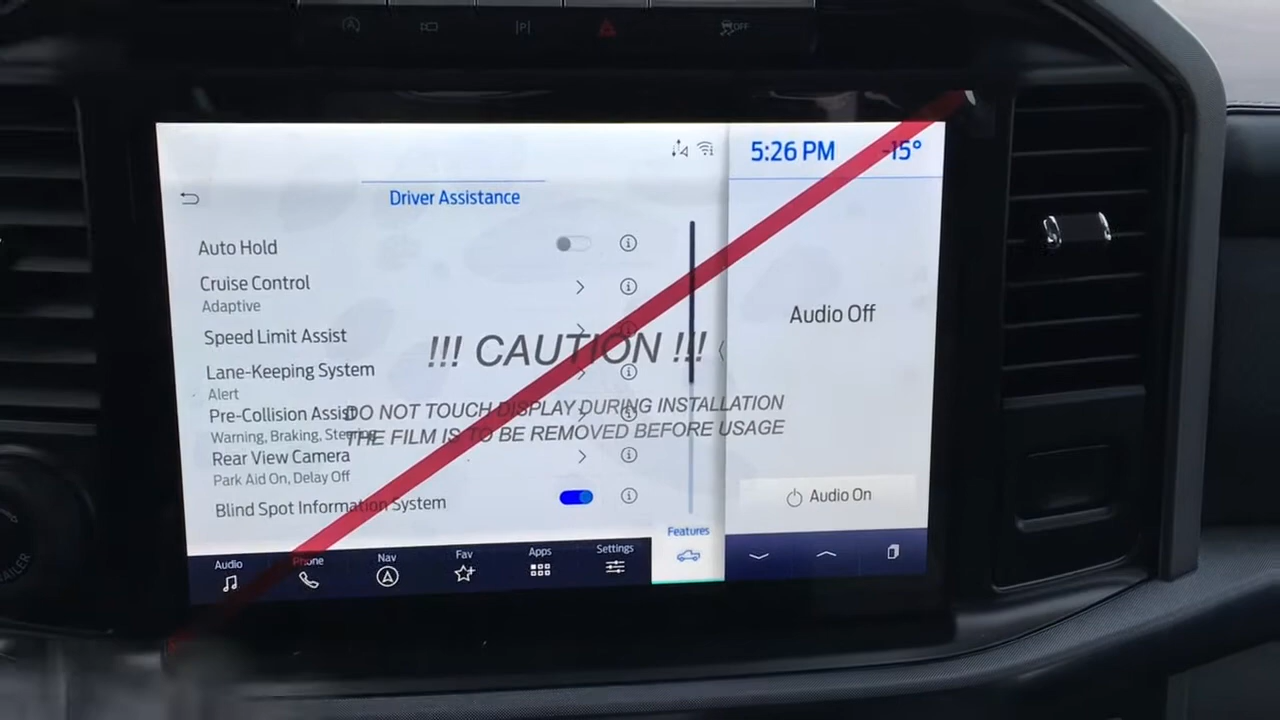 OFF
5:26 PM
-15°
Driver Assistance
Auto Hold
Cruise Control
Adaptive
Speed Limit Assist
Lane-Keeping System
Alert
Pre-Collision Assist
Warning, Braking, Steering
Rear View Camera
Park Aid On, Delay Off
Blind Spot Information System
!!! CAUTION !!!
DO NOT TOUCH DISPLAY DURING INSTALLATION
THE FILM IS TO BE REMOVED BEFORE USAGE
Audio Off
Audio On
Audio
Phone
Nav
Fav
Apps
Settings
Features
TRAILER